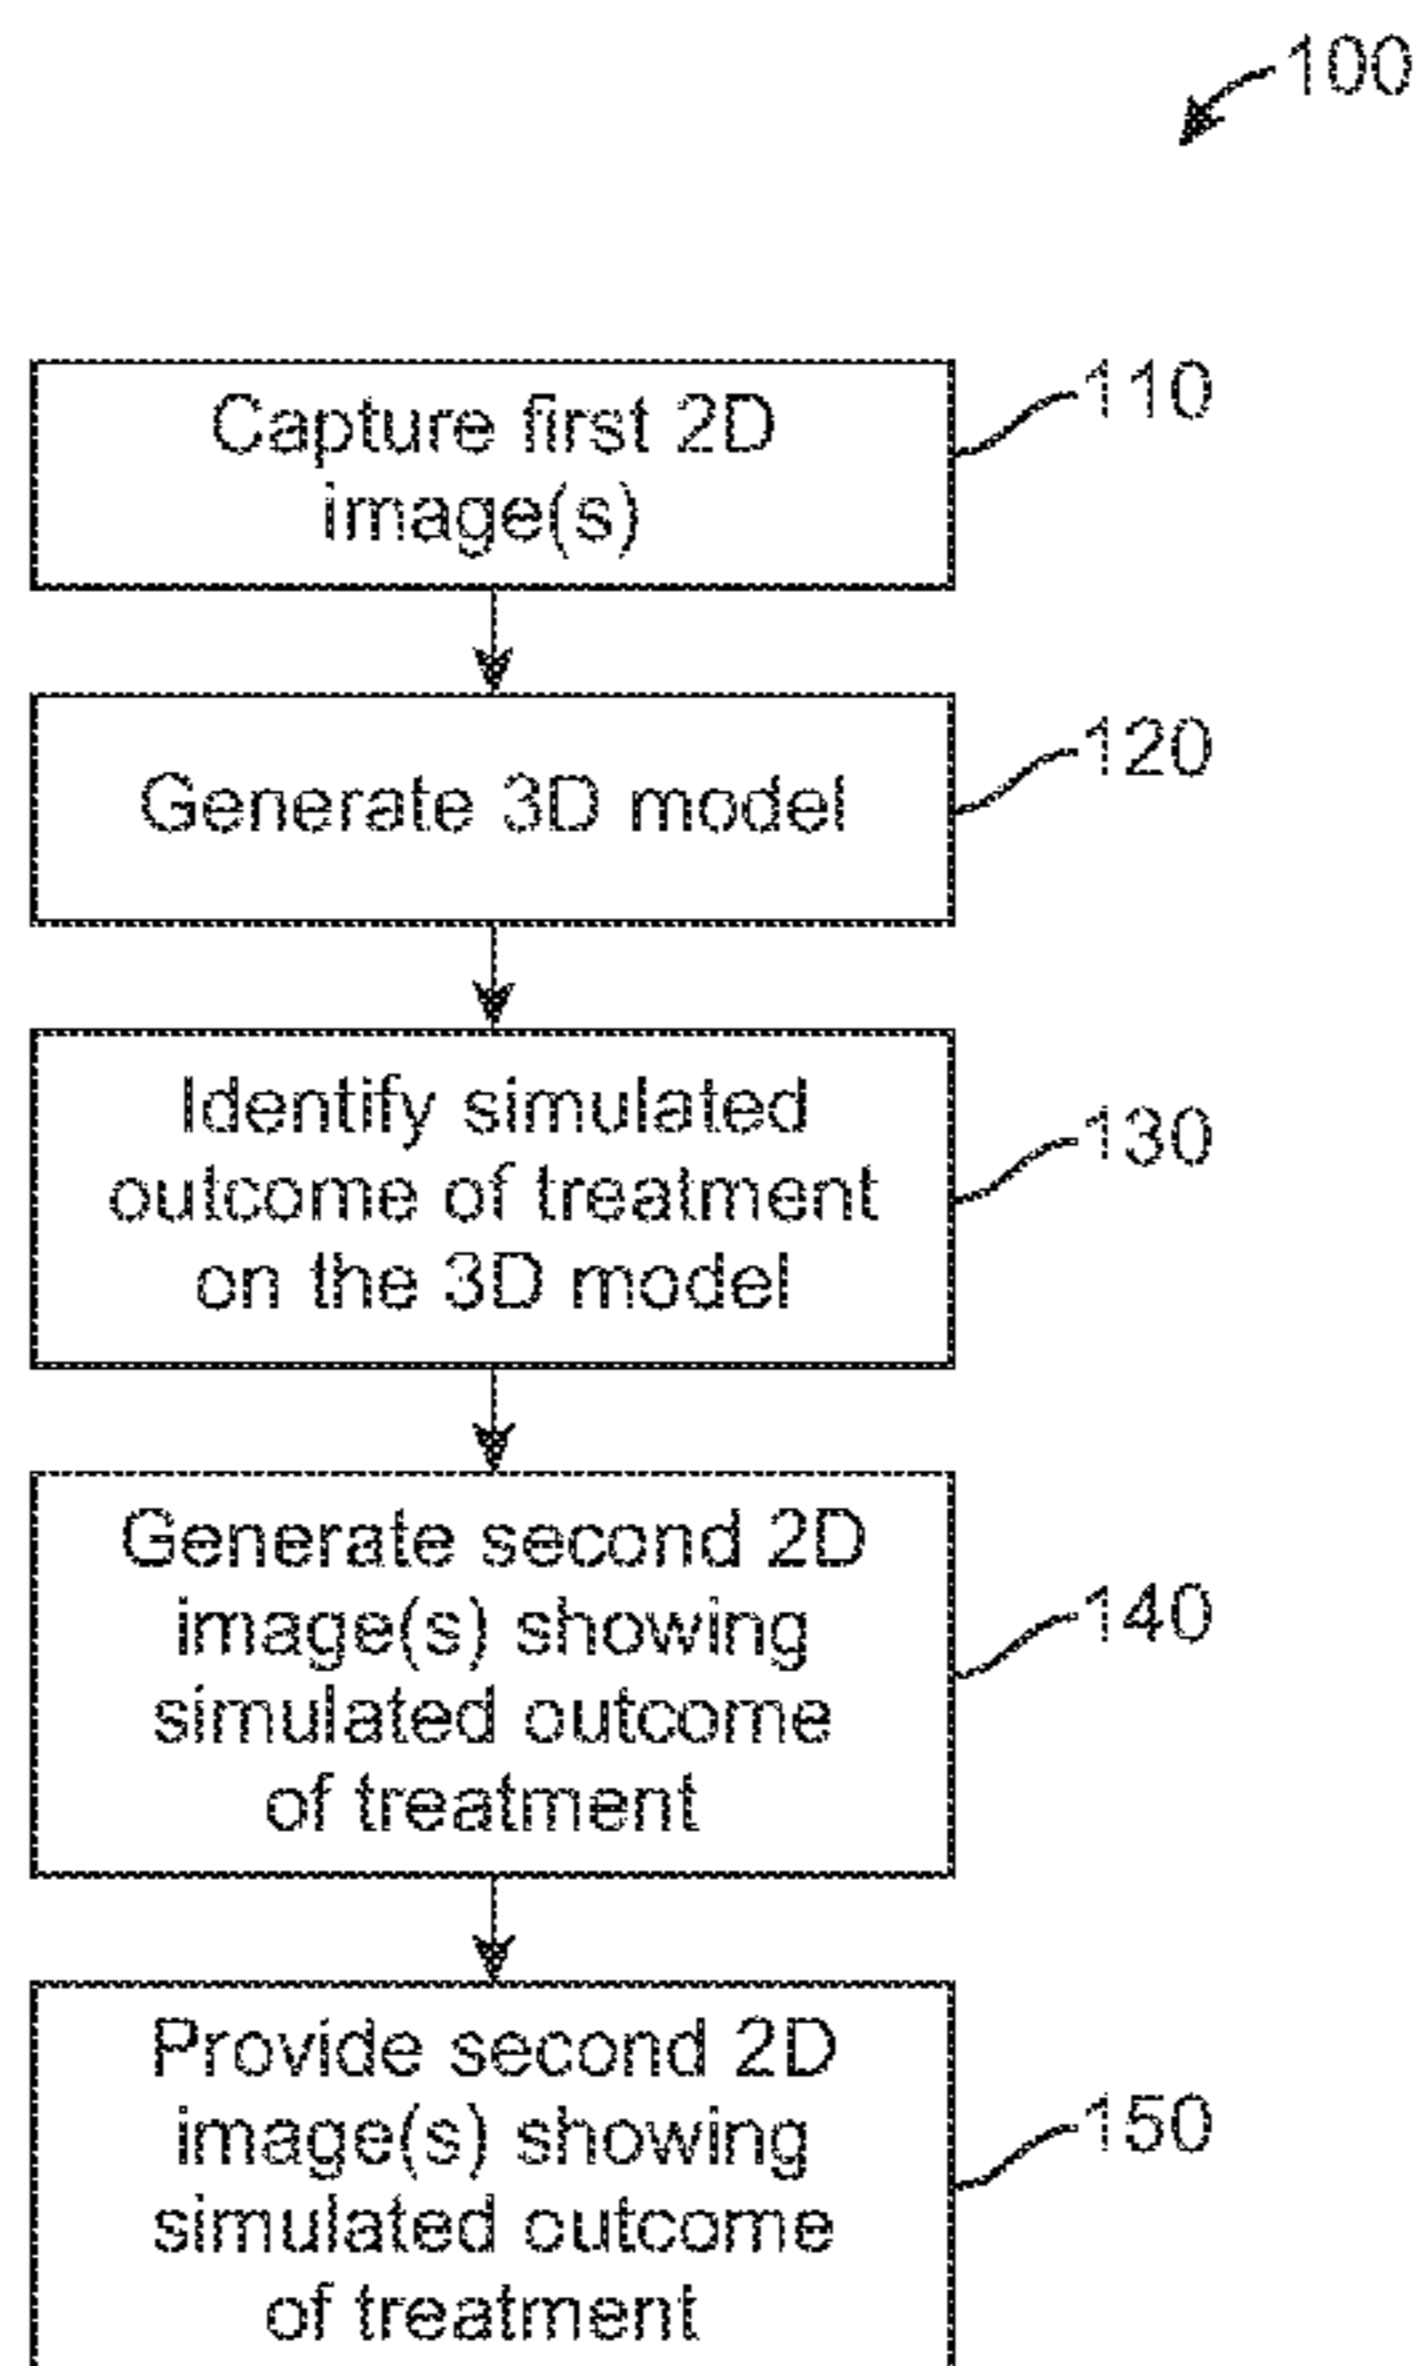 100
Capture first 2D
image(s)
110
Generate 3D model
120
Identify simulated
outcome of treatment
on the 3D model
130
Generate second 2D
image(s) showing
simulated outcome
of treatment
140
Provide second 2D
image(s) showing
simulated outcome
of treatment
150